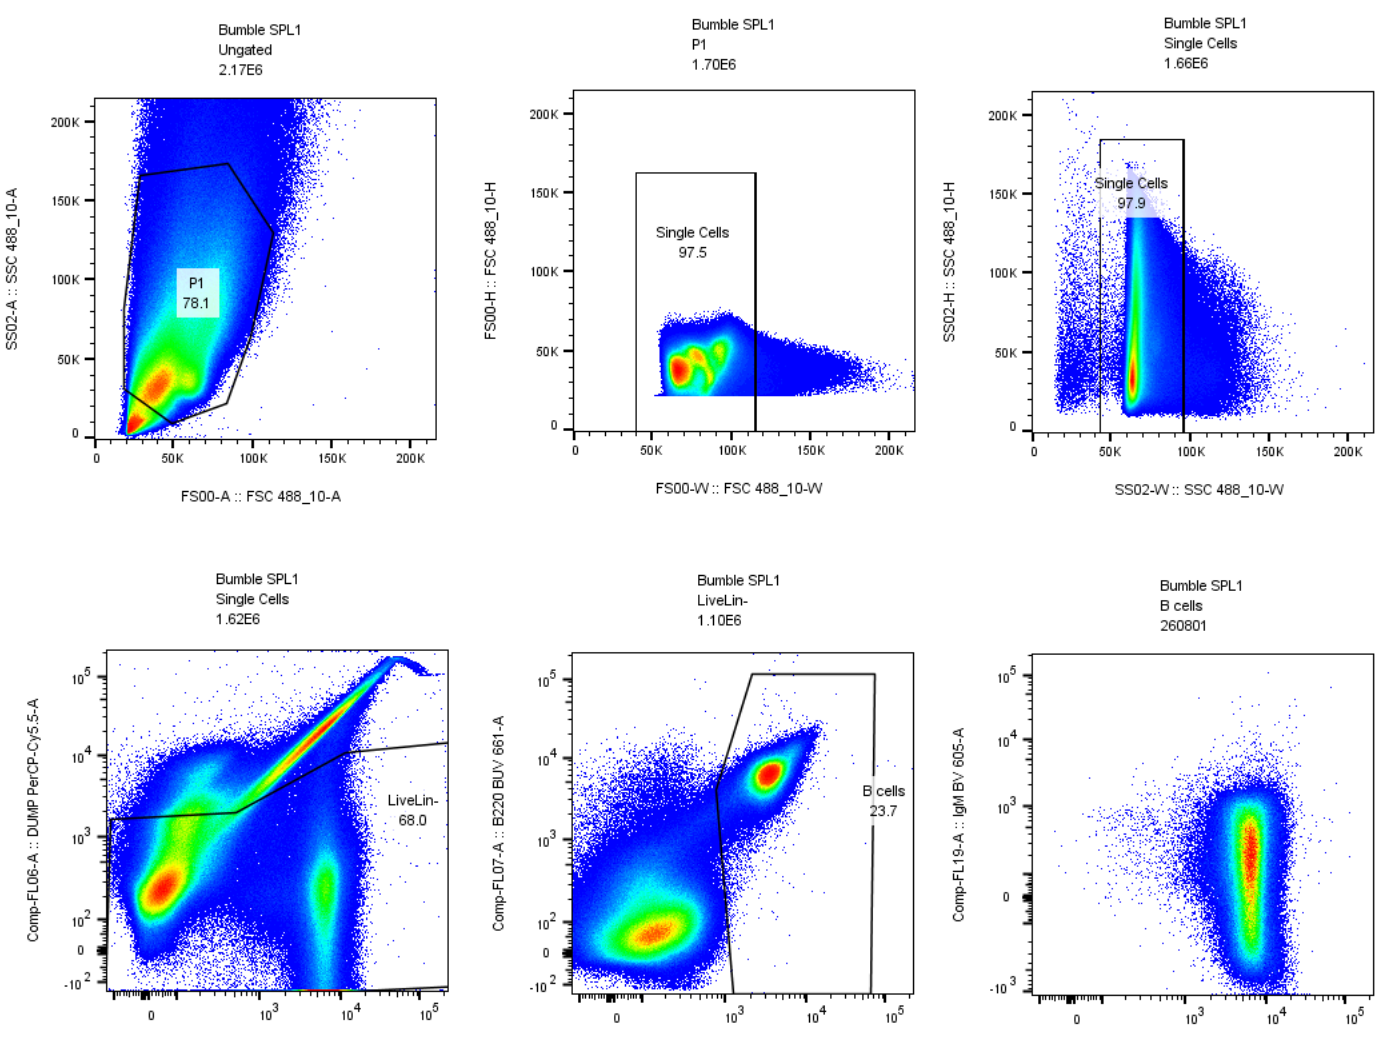 Bumble SPL1
Ungated
2.17E6
200K
150K
100K
50K
0
P1
78.1
0
50K
100K
150K
200K
SS02-A :: SSC 488_10-A
FS00-A :: FSC 488_10-A
Bumble SPL1
P1
1.70E6
200K
150K
100K
50K
0
Single Cells
97.5
0
50K
100K
150K
200K
FS00-H :: FSC 488_10-H
FS00-W :: FSC 488_10-W
Bumble SPL1
Single Cells
1.66E6
200K
150K
100K
50K
0
Single Cells
97.9
0
50K
100K
150K
200K
SS02-H :: SSC 488_10-H
SS02-W :: SSC 488_10-W
Bumble SPL1
Single Cells
1.62E6
10^5
10^4
10^3
10^2
0
-10^2
LiveLin-
68.0
0
10^3
10^4
10^5
Comp-FL06-A :: DUMP PerCP-Cy5.5-A
Bumble SPL1
LiveLin-
1.10E6
10^5
10^4
10^3
10^2
0
-10^2
B cells
23.7
0
10^3
10^4
10^5
Comp-FL07-A :: B220 BUV 661-A
Bumble SPL1
B cells
260801
10^5
10^4
10^3
0
-10^3
0
10^3
10^4
10^5
Comp-FL19-A :: IgM BV 605-A